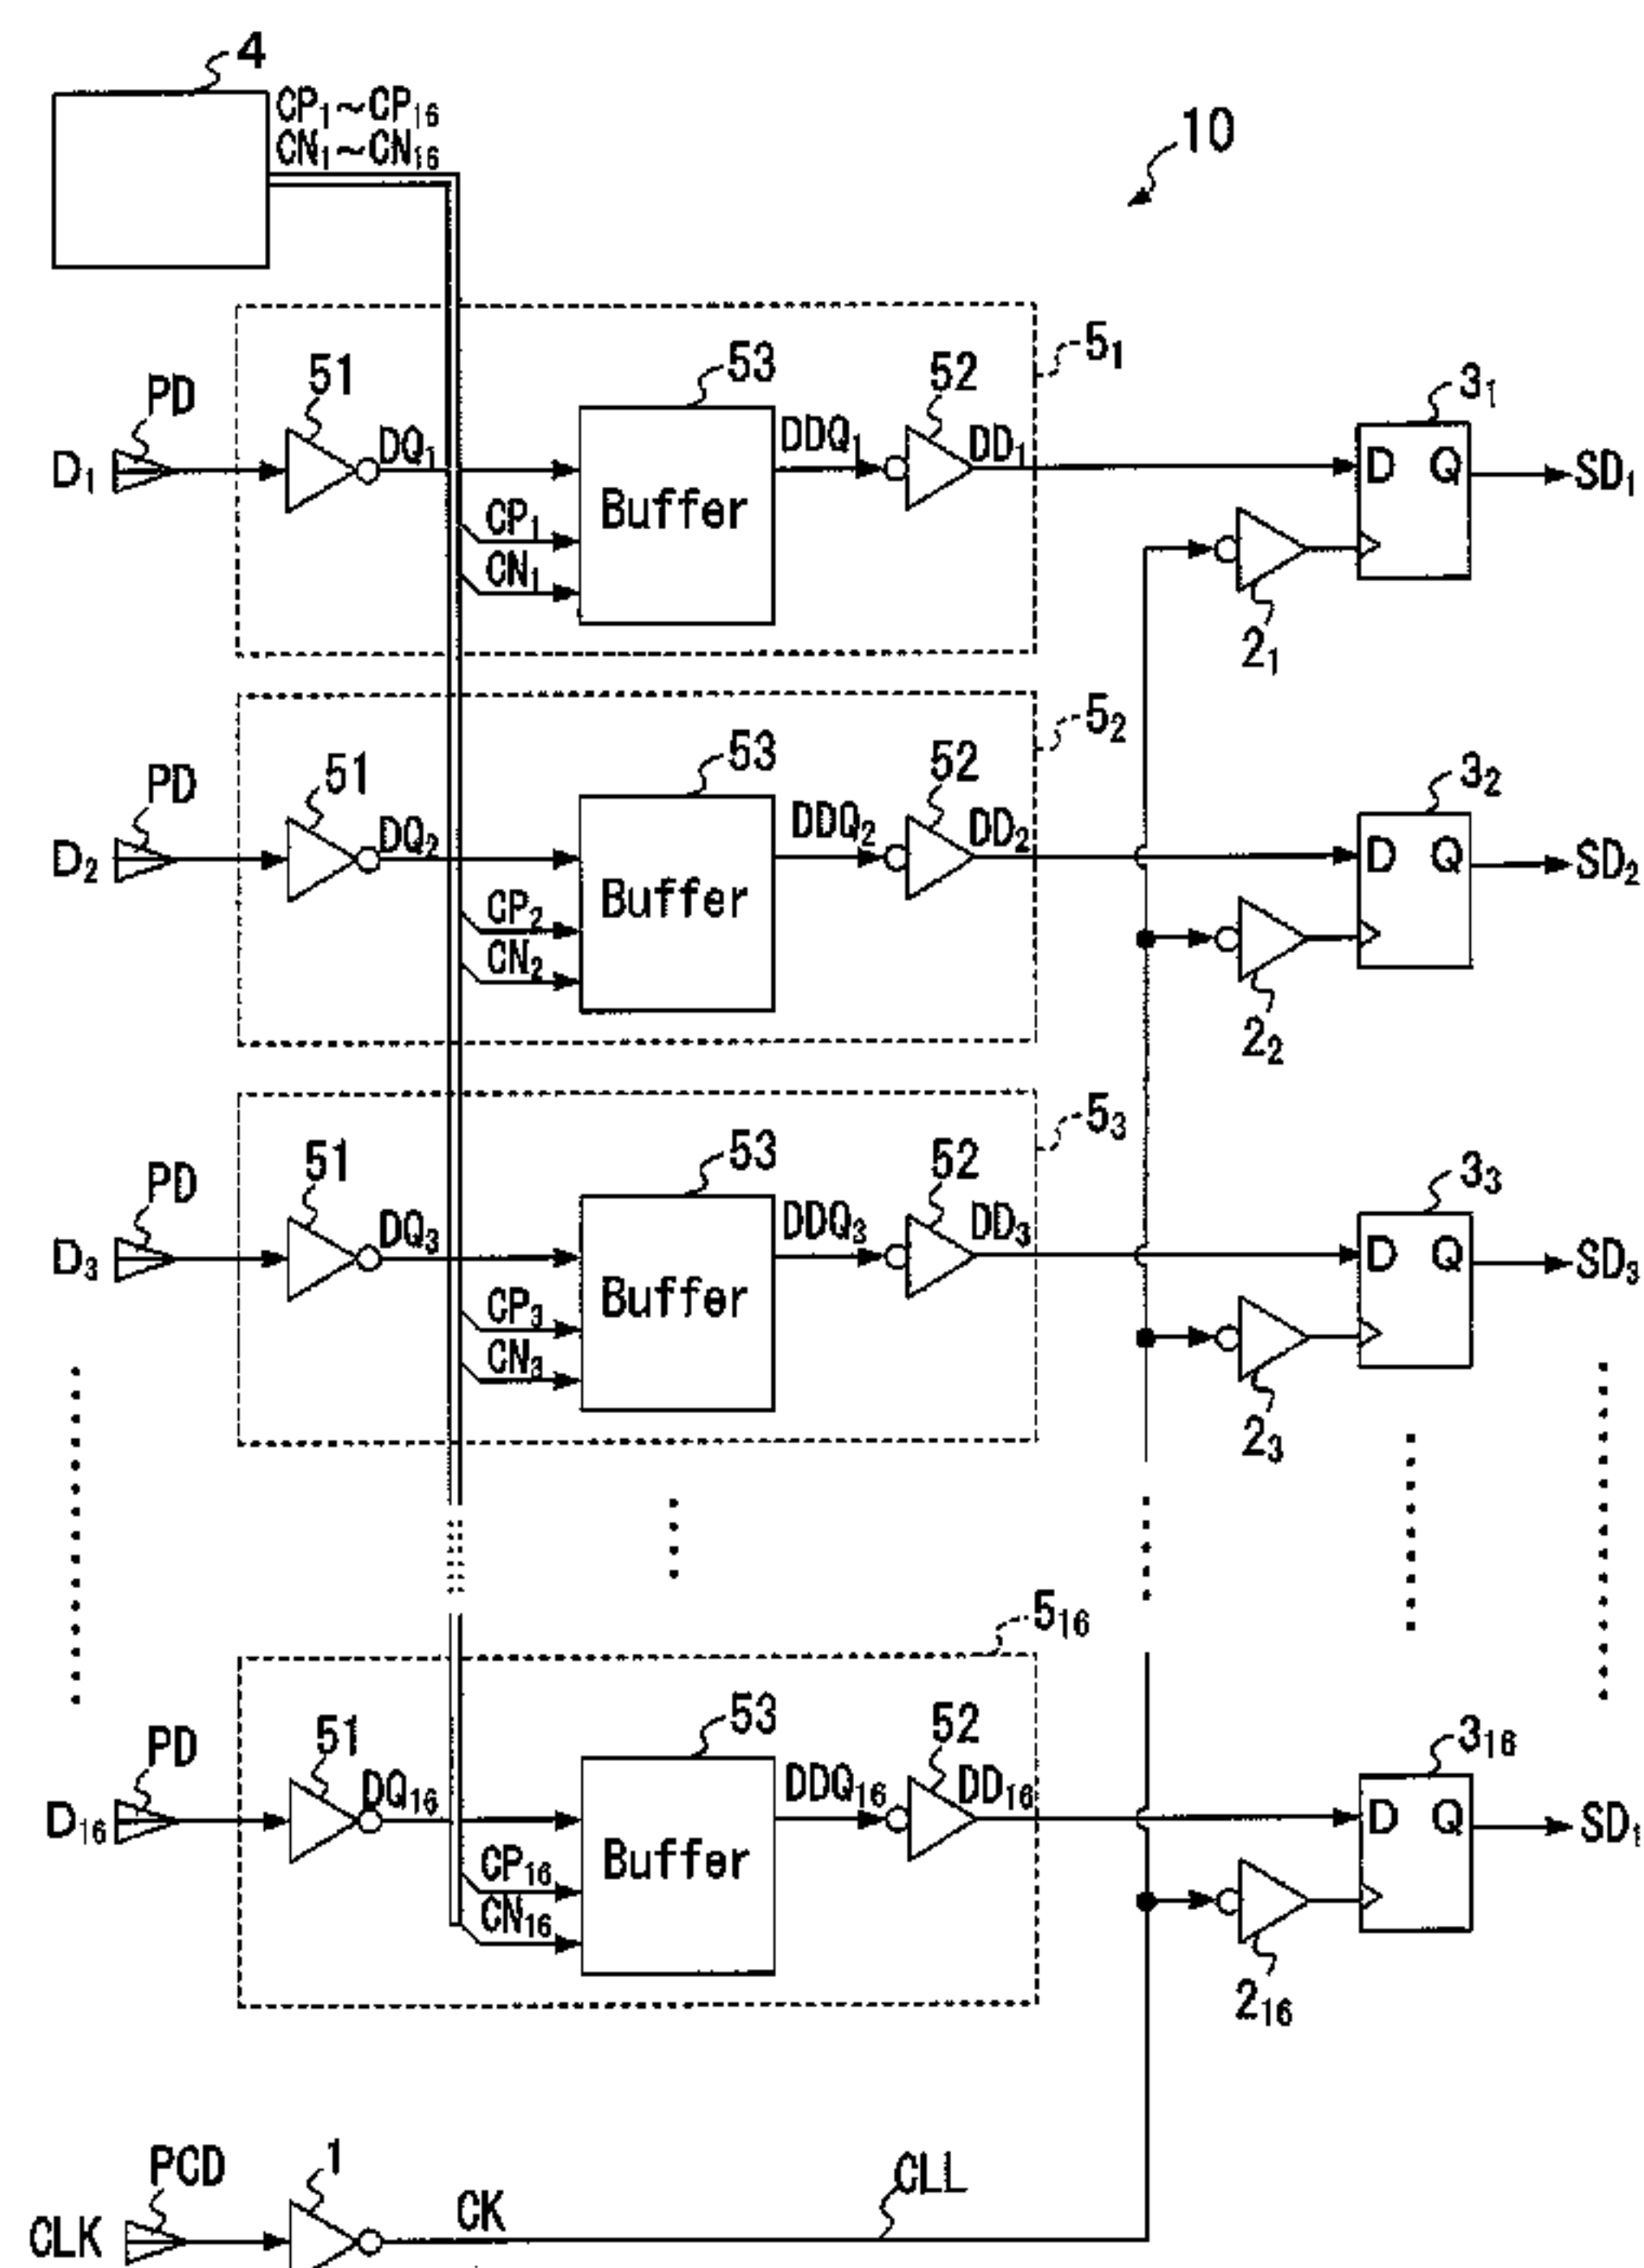 4
CP₁~CP₁₆
CN₁~CN₁₆
10
5₁
PD
51
53
52
3₁
D₁
DQ₁
DDQ₁
DD₁
D Q
SD₁
Buffer
CP₁
CN₁
2₁
5₂
PD
51
53
52
3₂
D₂
DQ₂
DDQ₂
DD₂
D Q
SD₂
Buffer
CP₂
CN₂
2₂
5₃
PD
51
53
52
3₃
D₃
DQ₃
DDQ₃
DD₃
D Q
SD₃
Buffer
CP₃
CN₃
2₃
5₁₆
PD
51
53
52
3₁₆
D₁₆
DQ₁₆
DDQ₁₆
DD₁₆
D Q
SD₁
Buffer
CP₁₆
CN₁₆
2₁₆
PCD
1
CLK
CK
CLL